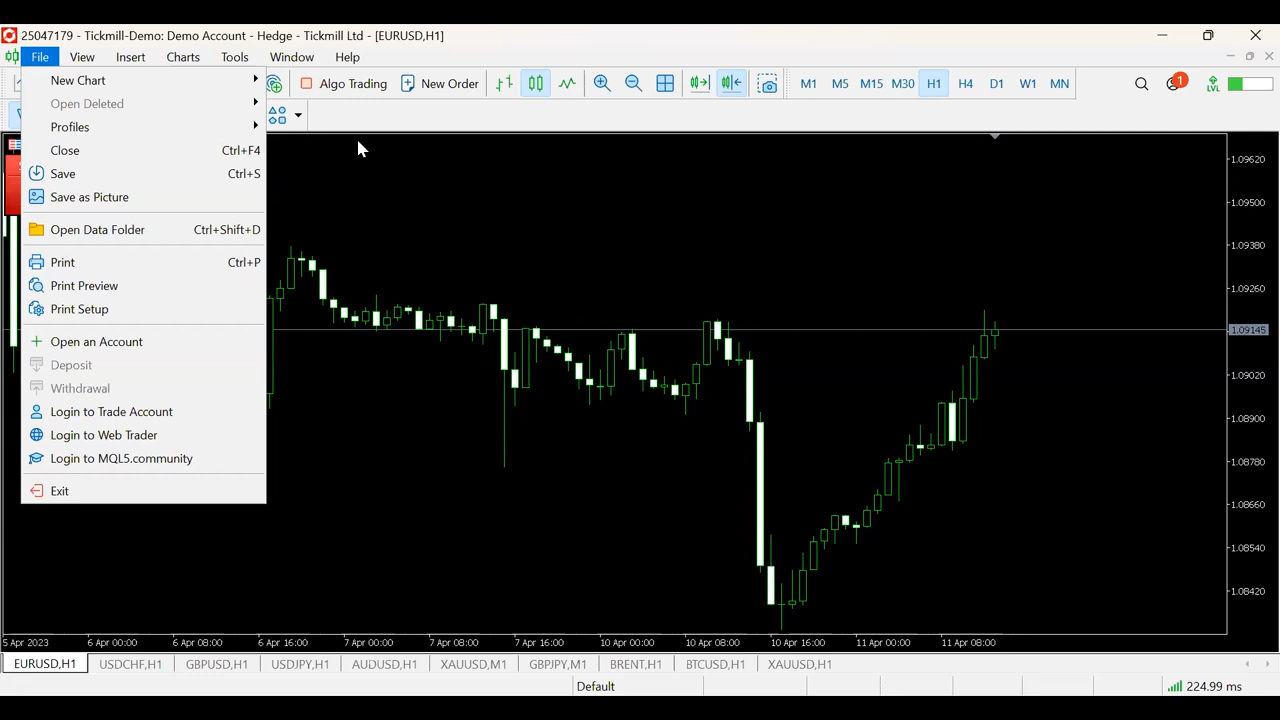 25047179 - Tickmill-Demo: Demo Account - Hedge - Tickmill Ltd - [EURUSD,H1]
File View Insert Charts Tools Window Help
Algo Trading New Order M1 M5 M15 M30 H1 H4 D1 W1 MN 1 LVL
New Chart
Open Deleted
Profiles
Close Ctrl+F4
Save Ctrl+S
Save as Picture
Open Data Folder Ctrl+Shift+D
Print Ctrl+P
Print Preview
Print Setup
Open an Account
Deposit
Withdrawal
Login to Trade Account
Login to Web Trader
Login to MQL5.community
Exit
1.09620
1.09500
1.09380
1.09260
1.09145
1.09020
1.08900
1.08780
1.08660
1.08540
1.08420
5 Apr 2023 6 Apr 00:00 6 Apr 08:00 6 Apr 16:00 7 Apr 00:00 7 Apr 08:00 7 Apr 16:00 10 Apr 00:00 10 Apr 08:00 10 Apr 16:00 11 Apr 00:00 11 Apr 08:00
EURUSD,H1 USDCHF,H1 GBPUSD,H1 USDJPY,H1 AUDUSD,H1 XAUUSD,M1 GBPJPY,M1 BRENT,H1 BTCUSD,H1 XAUUSD,H1
Default 224.99 ms